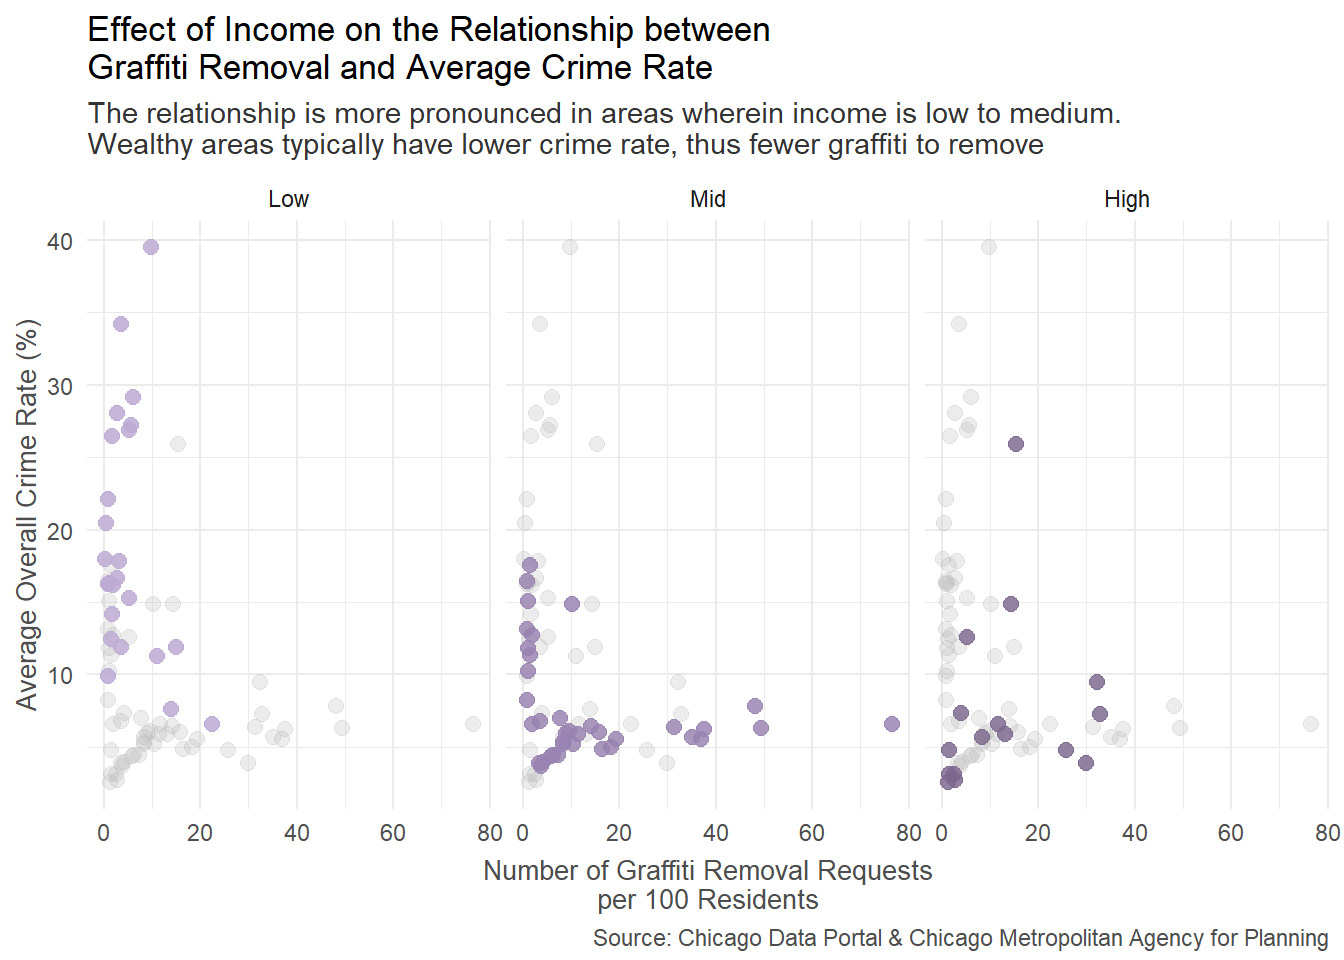 Effect of Income on the Relationship between
Graffiti Removal and Average Crime Rate
The relationship is more pronounced in areas wherein income is low to medium.
Wealthy areas typically have lower crime rate, thus fewer graffiti to remove
Low Mid High
Average Overall Crime Rate (%)
40
30
20
10
0 20 40 60 80 0 20 40 60 80 0 20 40 60 80
Number of Graffiti Removal Requests
per 100 Residents
Source: Chicago Data Portal & Chicago Metropolitan Agency for Planning